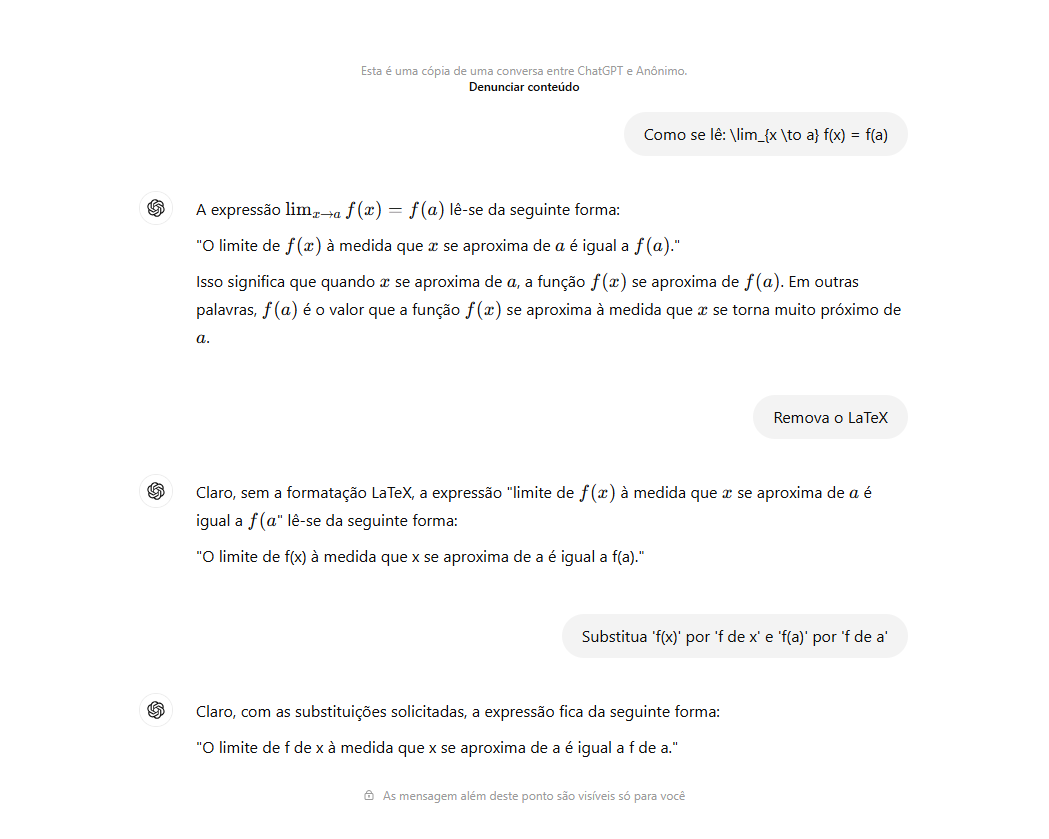 Esta é uma cópia de uma conversa entre ChatGPT e Anônimo.
Denunciar conteúdo
Como se lê: \lim_{x \to a} f(x) = f(a)
A expressão lim_{x→a} f(x) = f(a) lê-se da seguinte forma:
"O limite de f(x) à medida que x se aproxima de a é igual a f(a)."
Isso significa que quando x se aproxima de a, a função f(x) se aproxima de f(a). Em outras
palavras, f(a) é o valor que a função f(x) se aproxima à medida que x se torna muito próximo de
a.
Remova o LaTeX
Claro, sem a formatação LaTeX, a expressão "limite de f(x) à medida que x se aproxima de a é
igual a f(a" lê-se da seguinte forma:
"O limite de f(x) à medida que x se aproxima de a é igual a f(a)."
Substitua 'f(x)' por 'f de x' e 'f(a)' por 'f de a'
Claro, com as substituições solicitadas, a expressão fica da seguinte forma:
"O limite de f de x à medida que x se aproxima de a é igual a f de a."
As mensagem além deste ponto são visíveis só para você